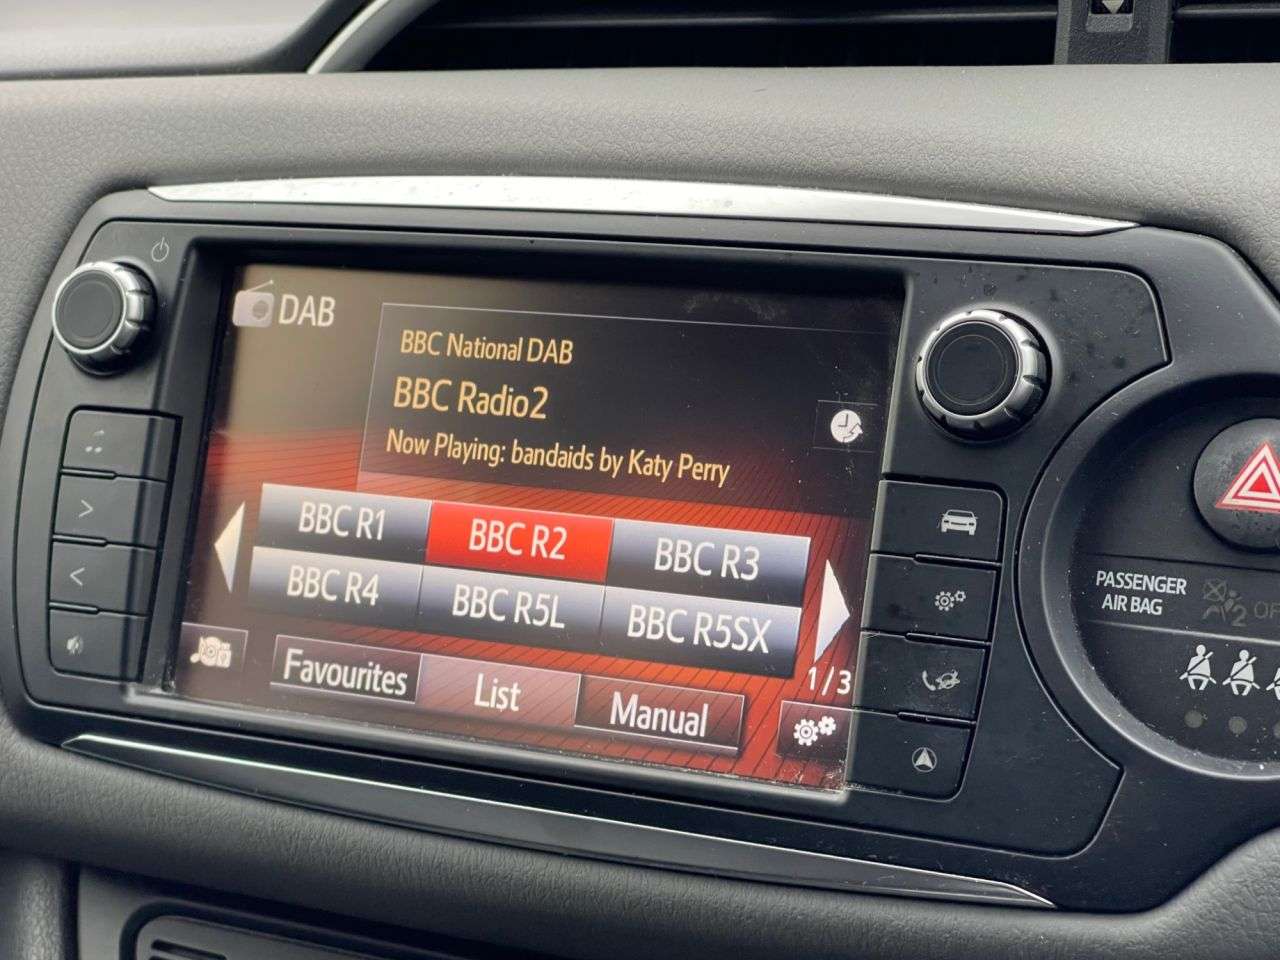 DAB
BBC National DAB
BBC Radio2
Now Playing: bandaids by Katy Perry
BBC R1
BBC R2
BBC R3
BBC R4
BBC R5L
BBC R5SX
1/3
Favourites
List
Manual
PASSENGER
AIR BAG
2